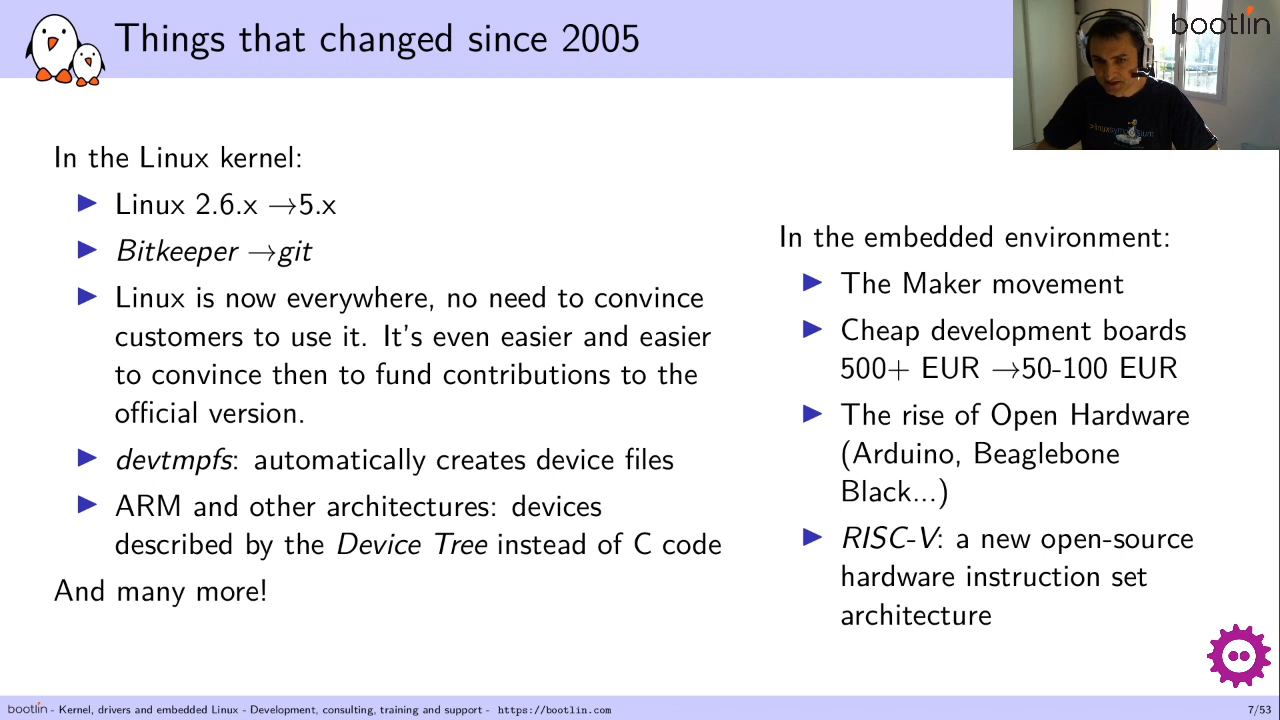 Things that changed since 2005
bootlin
In the Linux kernel:
Linux 2.6.x →5.x
Bitkeeper →git
Linux is now everywhere, no need to convince
customers to use it. It's even easier and easier
to convince then to fund contributions to the
official version.
devtmpfs: automatically creates device files
ARM and other architectures: devices
described by the Device Tree instead of C code
And many more!
In the embedded environment:
The Maker movement
Cheap development boards
500+ EUR →50-100 EUR
The rise of Open Hardware
(Arduino, Beaglebone
Black...)
RISC-V: a new open-source
hardware instruction set
architecture
bootlin - Kernel, drivers and embedded Linux - Development, consulting, training and support - https://bootlin.com
7/53